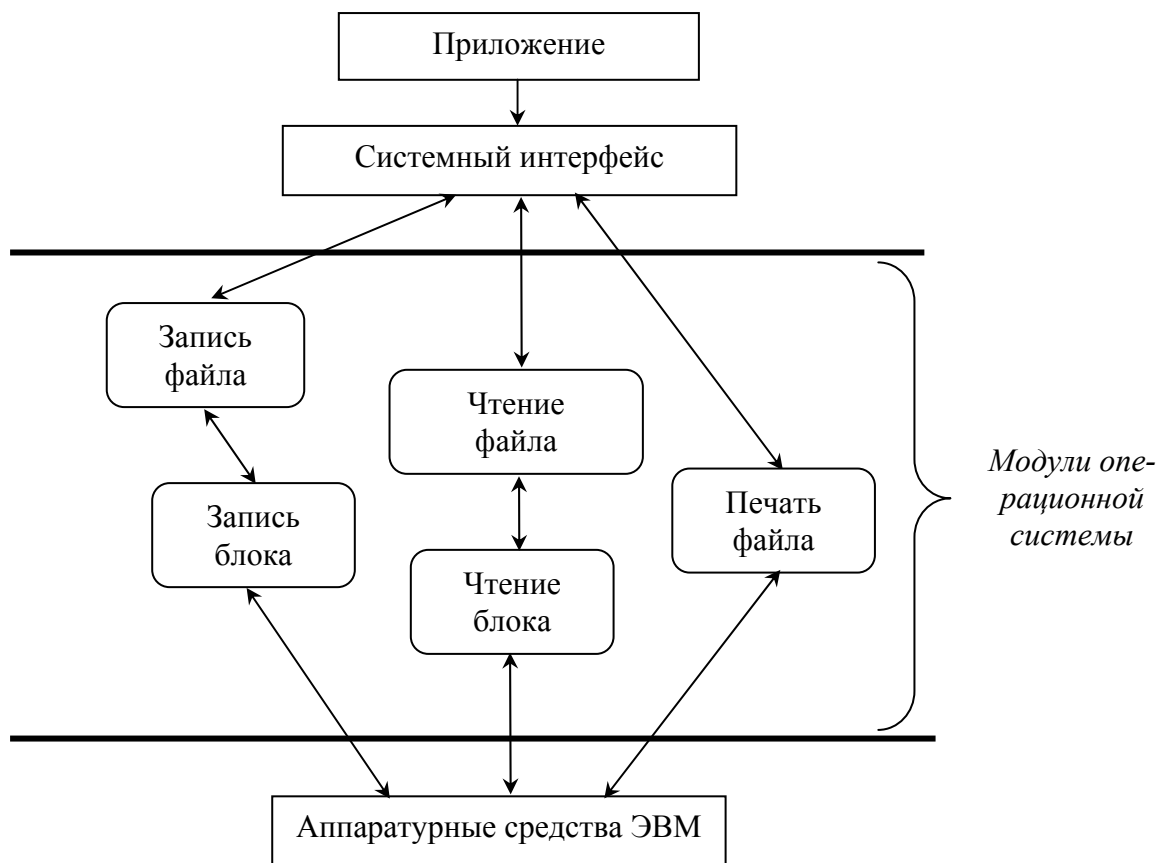 Приложение
Системный интерфейс
Запись
файла
Чтение
файла
Запись
блока
Печать
файла
Чтение
блока
Модули опе-
рационной
системы
Аппаратурные средства ЭВМ